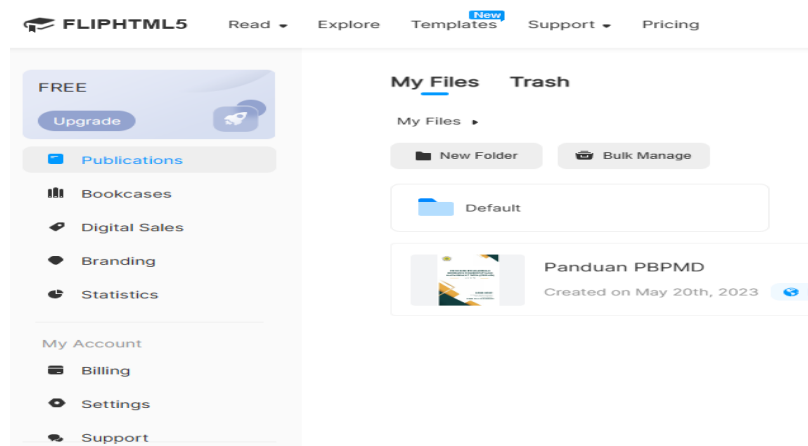 FLIPHTML5 Read Explore Templates New Support Pricing
FREE
Upgrade
Publications
Bookcases
Digital Sales
Branding
Statistics
My Account
Billing
Settings
Support
My Files Trash
My Files
New Folder Bulk Manage
Default
Panduan PBPMD
Created on May 20th, 2023